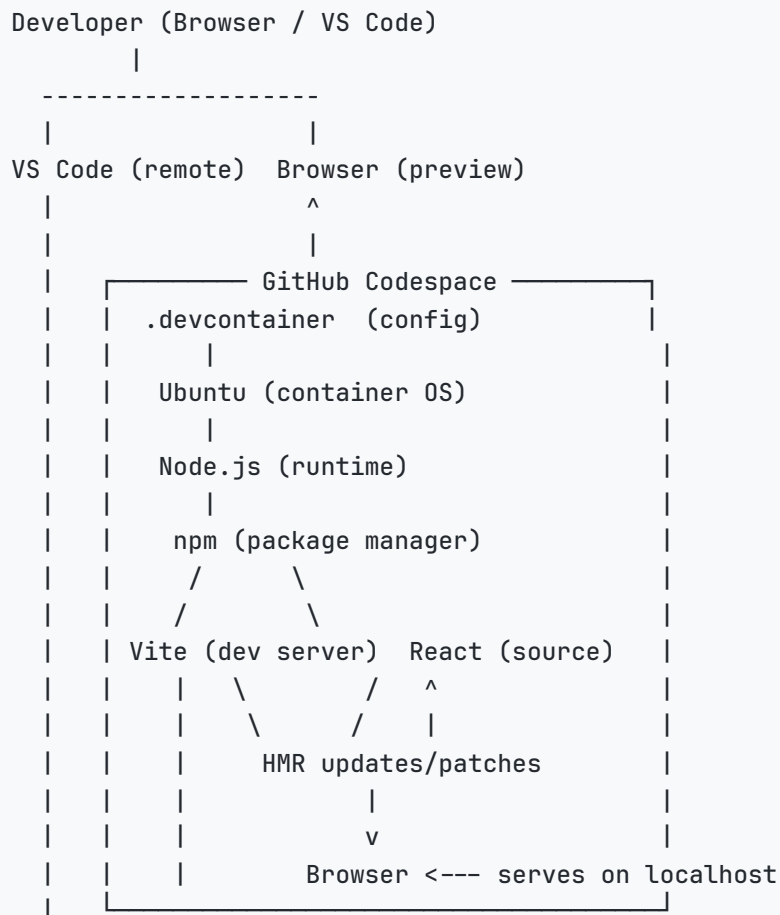 Developer (Browser / VS Code)
         |
  -------------------
  |                 |
VS Code (remote)  Browser (preview)
  |                 ^
  |                 |
  |   ┌───────── GitHub Codespace ─────────┐
  |   |  .devcontainer  (config)           |
  |   |      |                              |
  |   |   Ubuntu (container OS)             |
  |   |      |                              |
  |   |   Node.js (runtime)                 |
  |   |      |                              |
  |   |    npm (package manager)            |
  |   |     /      \                        |
  |   |    /        \                       |
  |   | Vite (dev server)  React (source)   |
  |   |    |   \        /   ^               |
  |   |    |    \      /    |               |
  |   |    |     HMR updates/patches        |
  |   |    |            |                   |
  |   |    |            v                   |
  |   |    |        Browser <--- serves on localhost
  |   └─────────────────────────────────────┘